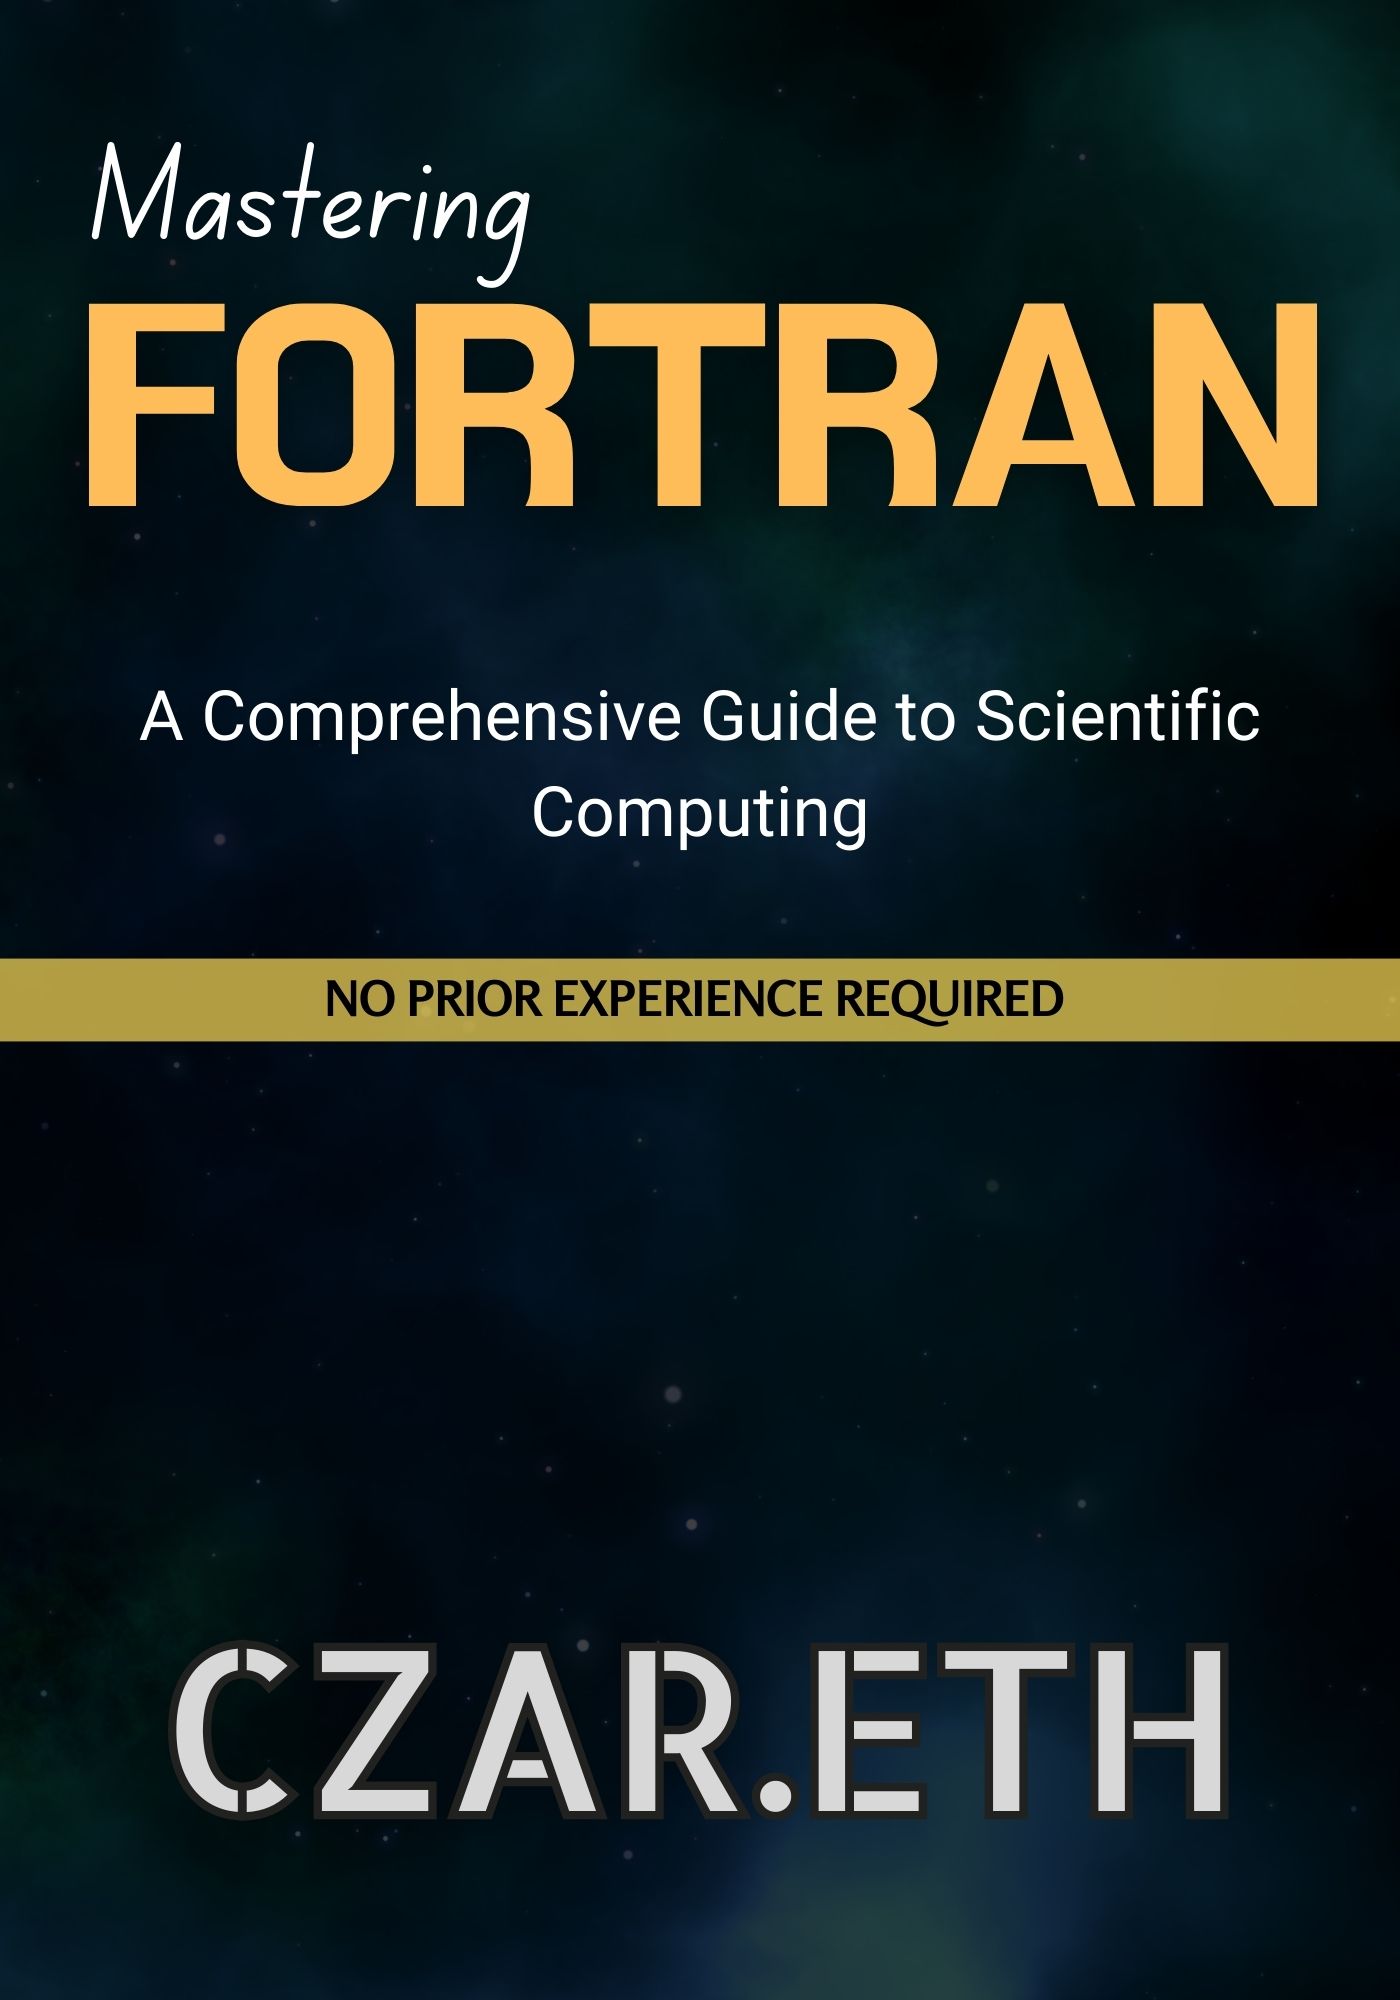 Mastering
FORTRAN
A Comprehensive Guide to Scientific
Computing
NO PRIOR EXPERIENCE REQUIRED
CZAR.ETH